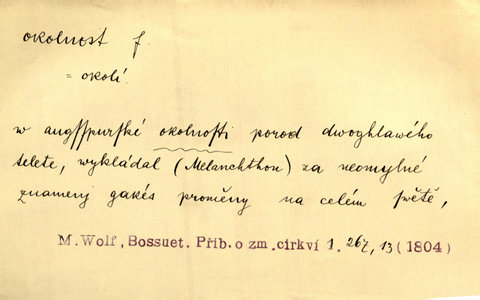 okolnost f.
= okolí.
w augſſpurſké okolnoſti porod dwoghlawého
telete, wykládal (Melanchthon) za neomylné
znamenj gakés proměny na celém ſwětě,
M. Wolf, Bossuet. Příb. o zm. církví 1. 267, 13 (1804)